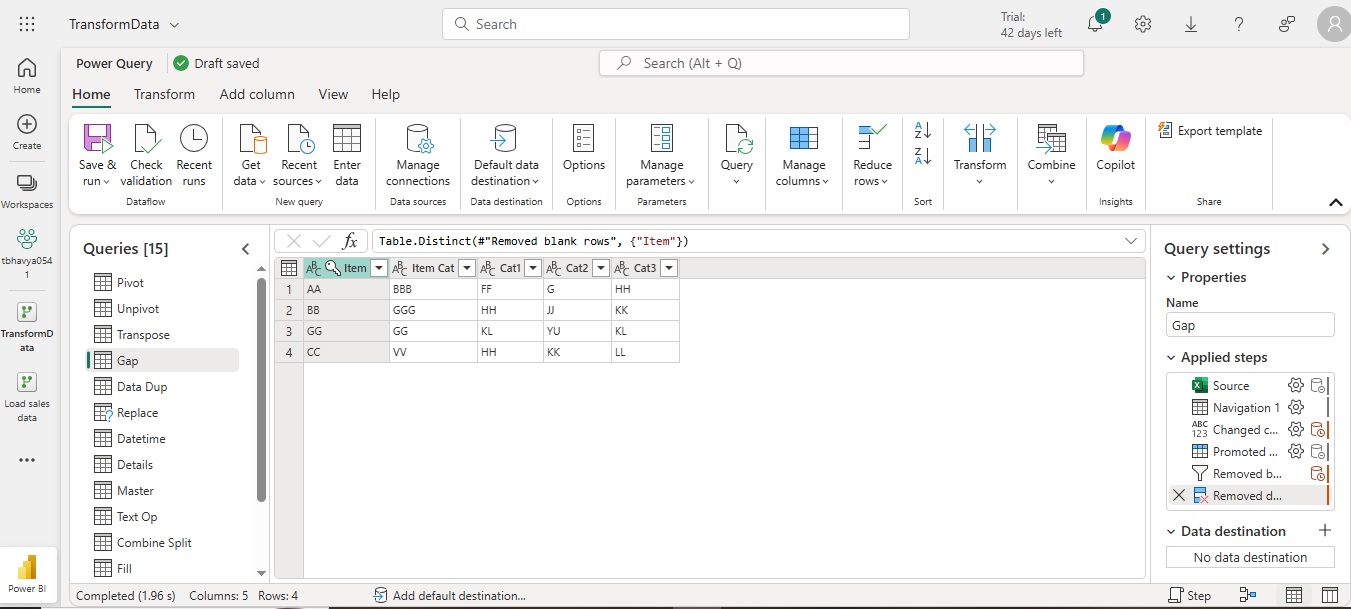 TransformData
Search
Trial:
42 days left
1
Power Query
Draft saved
Search (Alt + Q)
Home
Transform
Add column
View
Help
Save & run
Check validation
Recent runs
Dataflow
Get data
Recent sources
Enter data
New query
Manage connections
Data sources
Default data destination
Data destination
Options
Options
Manage parameters
Parameters
Query
Manage columns
Reduce rows
Sort
Transform
Combine
Copilot
Insights
Export template
Share
Home
Create
Workspaces
tbhavya054
1
TransformD
ata
Load sales
data
Power BI
Queries [15]
Pivot
Unpivot
Transpose
Gap
Data Dup
Replace
Datetime
Details
Master
Text Op
Combine Split
Fill
fx
Table.Distinct(#"Removed blank rows", {"Item"})
Item Item Cat Cat1 Cat2 Cat3
1 AA BBB FF G HH
2 BB GGG HH JJ KK
3 GG GG KL YU KL
4 CC VV HH KK LL
Query settings
Properties
Name
Gap
Applied steps
Source
Navigation 1
ABC
123
Changed c...
Promoted ...
Removed b...
Removed d...
Data destination
No data destination
Completed (1.96 s) Columns: 5 Rows: 4
Add default destination...
Step